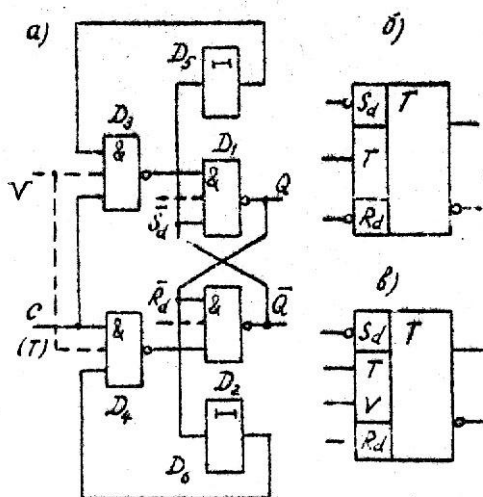 а)
D5
б)
D3
Sd T
&
D1
T
V
&
Q
S̄d
Rd
R̄d
&
Q̄
в)
C
(T)
&
Sd T
T
D4
D2
V
D6
Rd